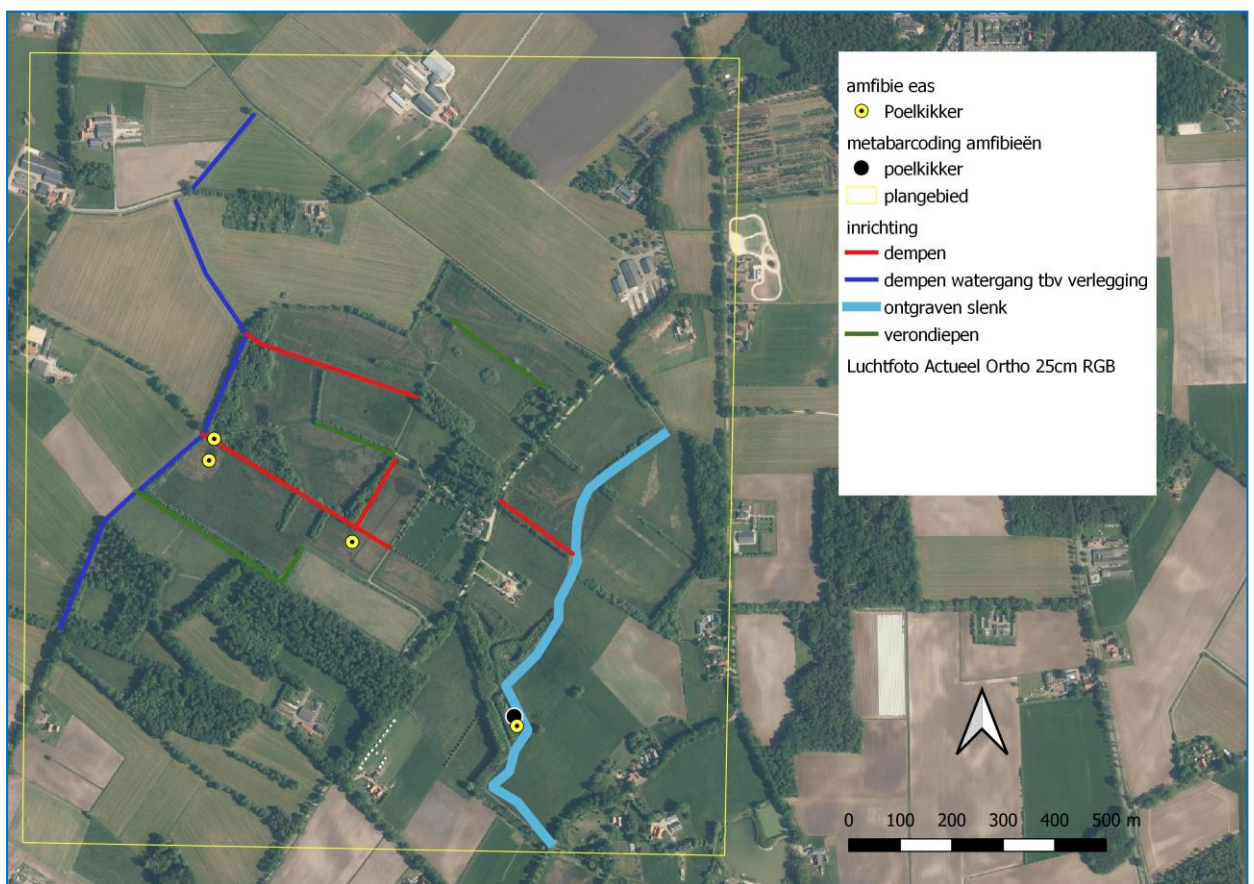 amfibie eas
Poelkikker
metabarcoding amfibieën
poelkikker
plangebied
inrichting
dempen
dempen watergang tbv verlegging
ontgraven slenk
verondiepen
Luchtfoto Actueel Ortho 25cm RGB
0 100 200 300 400 500 m